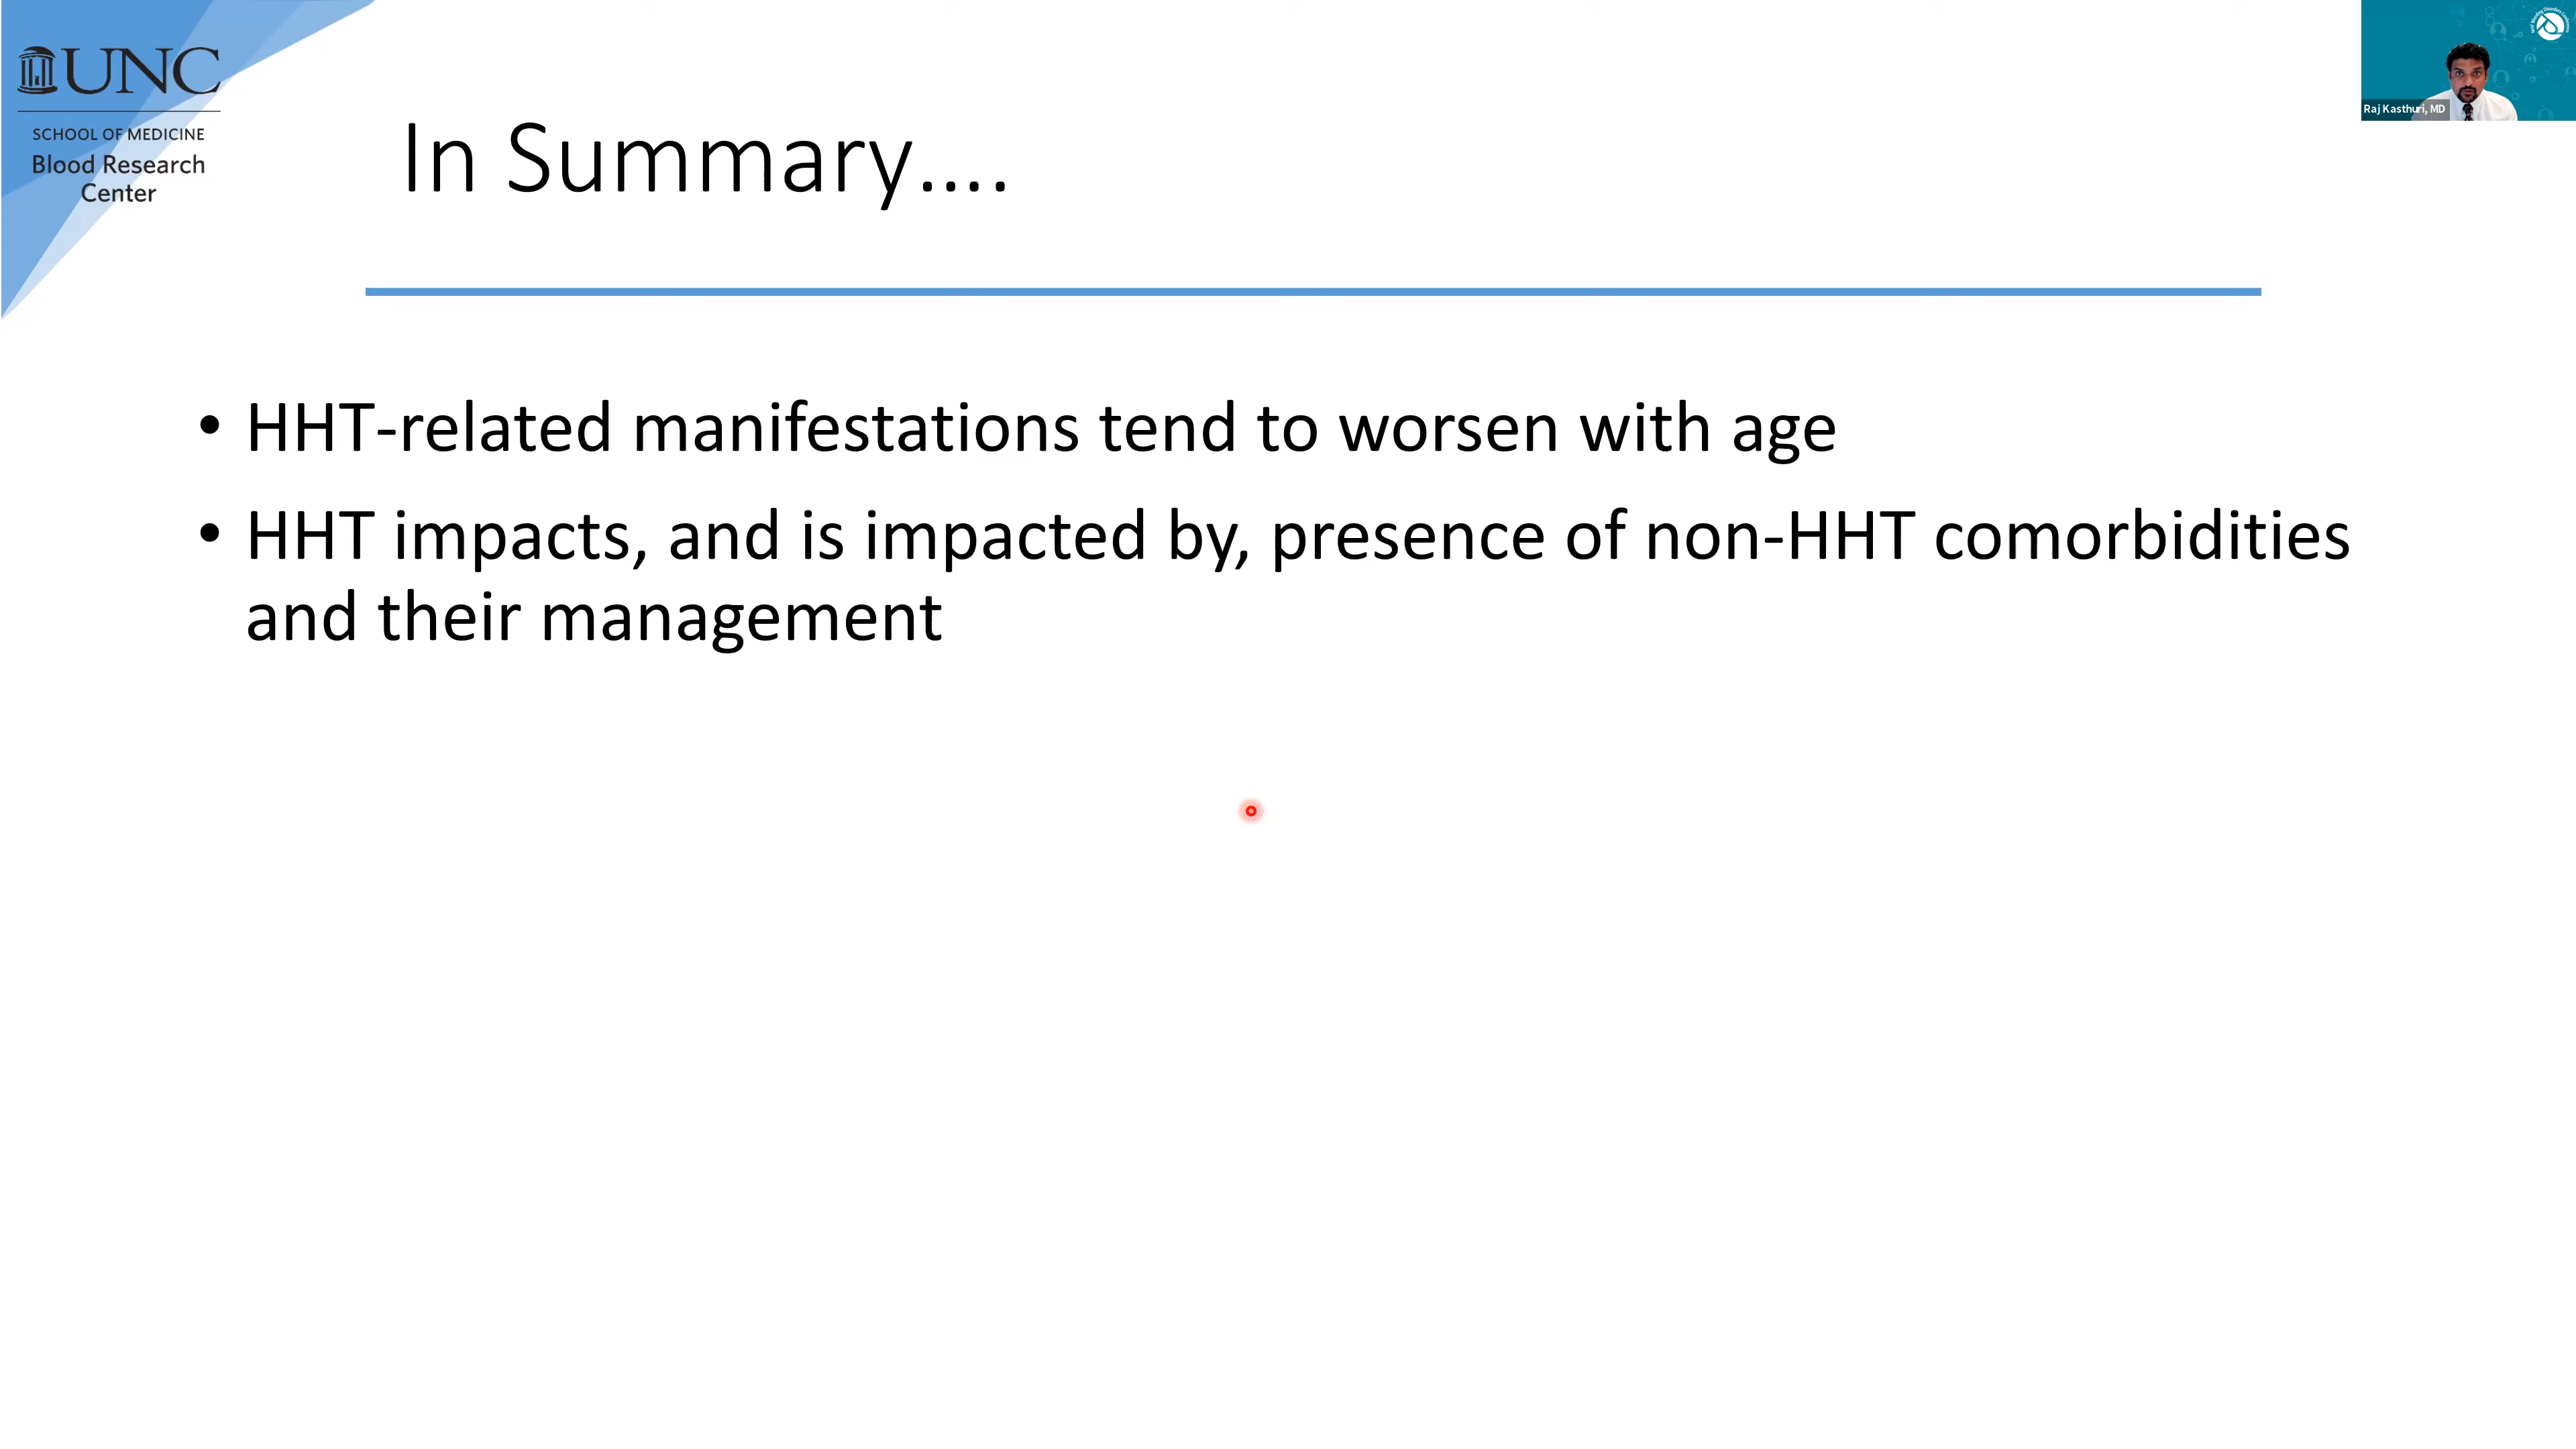 UNC
SCHOOL OF MEDICINE
Blood Research
Center
In Summary....
Raj Kasthuri, MD
• HHT-related manifestations tend to worsen with age
• HHT impacts, and is impacted by, presence of non-HHT comorbidities
and their management